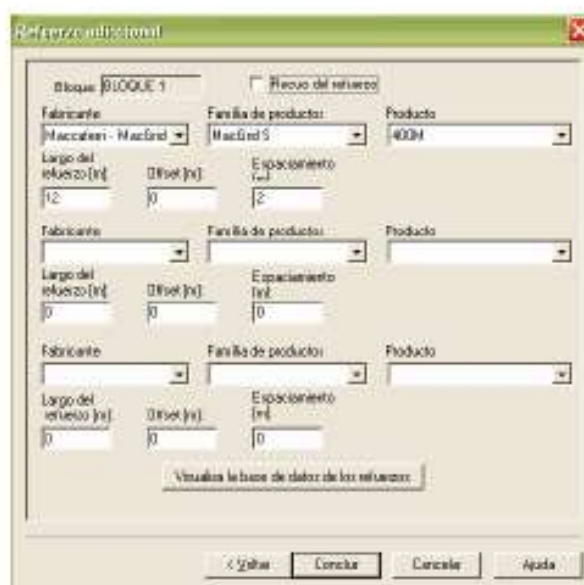 Refuerzo adicional
Bloque: BLOQUE 1 Recuo del refuerzo
Fabricante Familia de productos Producto
Maccaferri - MacGrid MacGrid S 400M
Largo del refuerzo [m]: Offset [m]: Espaciamiento
12 0 2
Fabricante Familia de productos Producto
Largo del refuerzo [m]: Offset [m]: Espaciamiento [m]:
0 0 0
Fabricante Familia de productos Producto
Largo del refuerzo [m]: Offset [m]: Espaciamiento [m]:
0 0 0
Visualiza la base de datos de los refuerzos
< Voltar Concluir Cancelar Ajuda